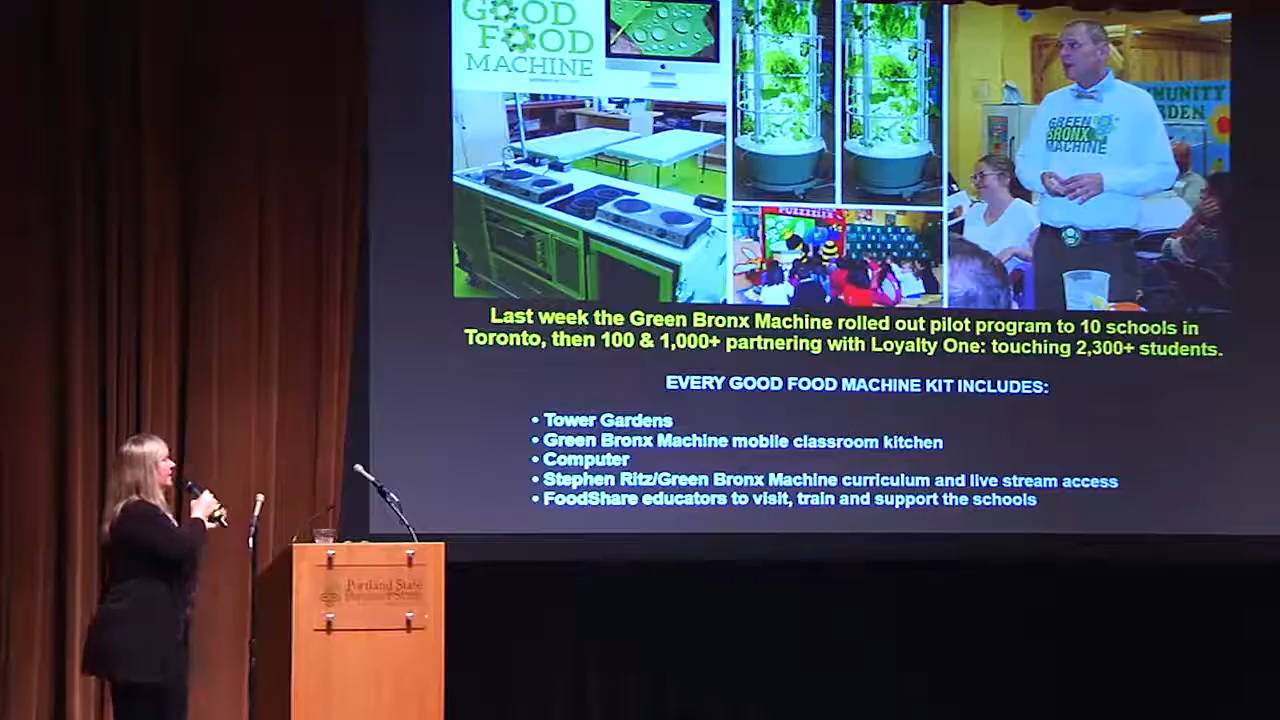 GOOD
FOOD
MACHINE
MMUNITY
RDEN
GREEN
BRONX
MACHINE
Last week the Green Bronx Machine rolled out pilot program to 10 schools in
Toronto, then 100 & 1,000+ partnering with Loyalty One: touching 2,300+ students.
EVERY GOOD FOOD MACHINE KIT INCLUDES:
• Tower Gardens
• Green Bronx Machine mobile classroom kitchen
• Computer
• Stephen Ritz/Green Bronx Machine curriculum and live stream access
• FoodShare educators to visit, train and support the schools
Portland State